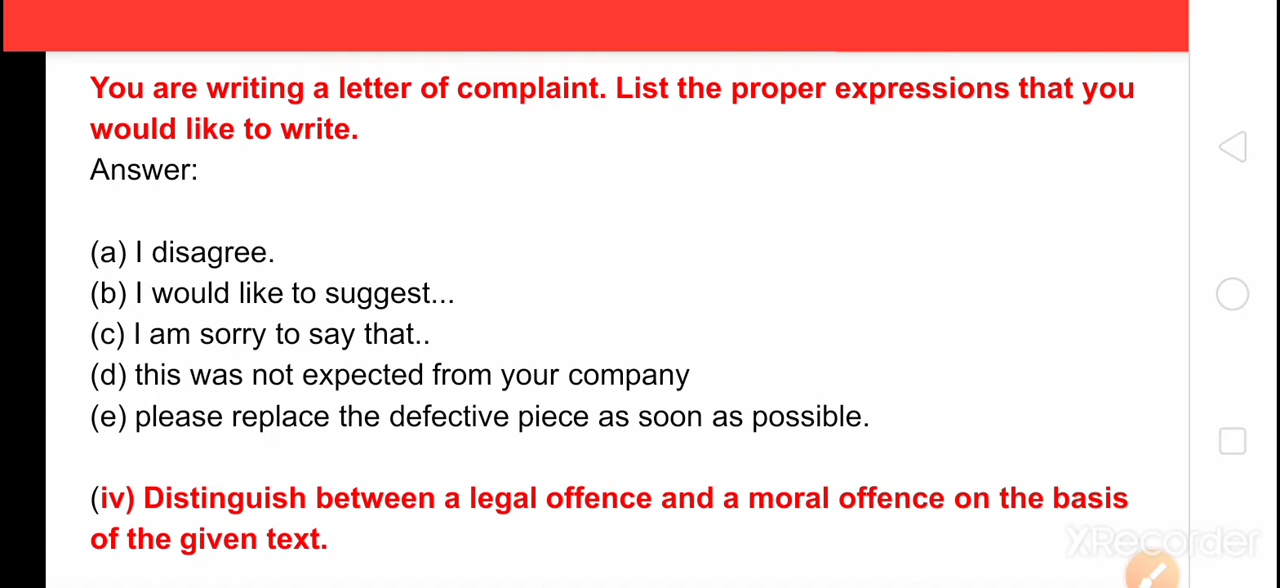 You are writing a letter of complaint. List the proper expressions that you
would like to write.
Answer:
(a) I disagree.
(b) I would like to suggest...
(c) I am sorry to say that..
(d) this was not expected from your company
(e) please replace the defective piece as soon as possible.
(iv) Distinguish between a legal offence and a moral offence on the basis
of the given text.
XRecorder